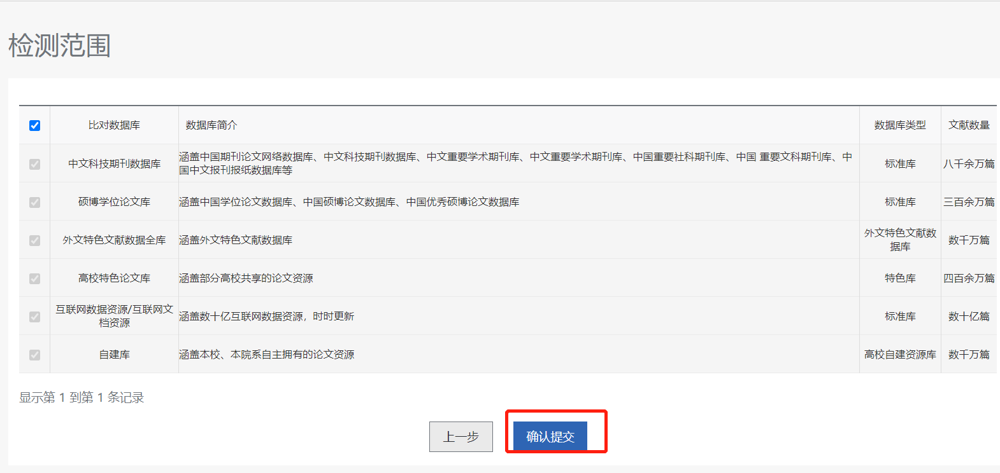 检测范围
比对数据库
数据库简介
数据库类型
文献数量
中文科技期刊数据库
涵盖中国期刊论文网络数据库、中文科技期刊数据库、中文重要学术期刊库、中文重要学术期刊库、中国重要社科期刊库、中国 重要文科期刊库、中
国中文报刊报纸数据库等
标准库
八千余万篇
硕博学位论文库
涵盖中国学位论文数据库、中国硕博论文数据库、中国优秀硕博论文数据库
标准库
三百余万篇
外文特色文献数据全库
涵盖外文特色文献数据库
外文特色文献数
据库
数千万篇
高校特色论文库
涵盖部分高校共享的论文资源
特色库
四百余万篇
互联网数据资源/互联网文
档资源
涵盖数十亿互联网数据资源，时时更新
标准库
数十亿篇
自建库
涵盖本校、本院系自主拥有的论文资源
高校自建资源库
数千万篇
显示第 1 到第 1 条记录
上一步
确认提交